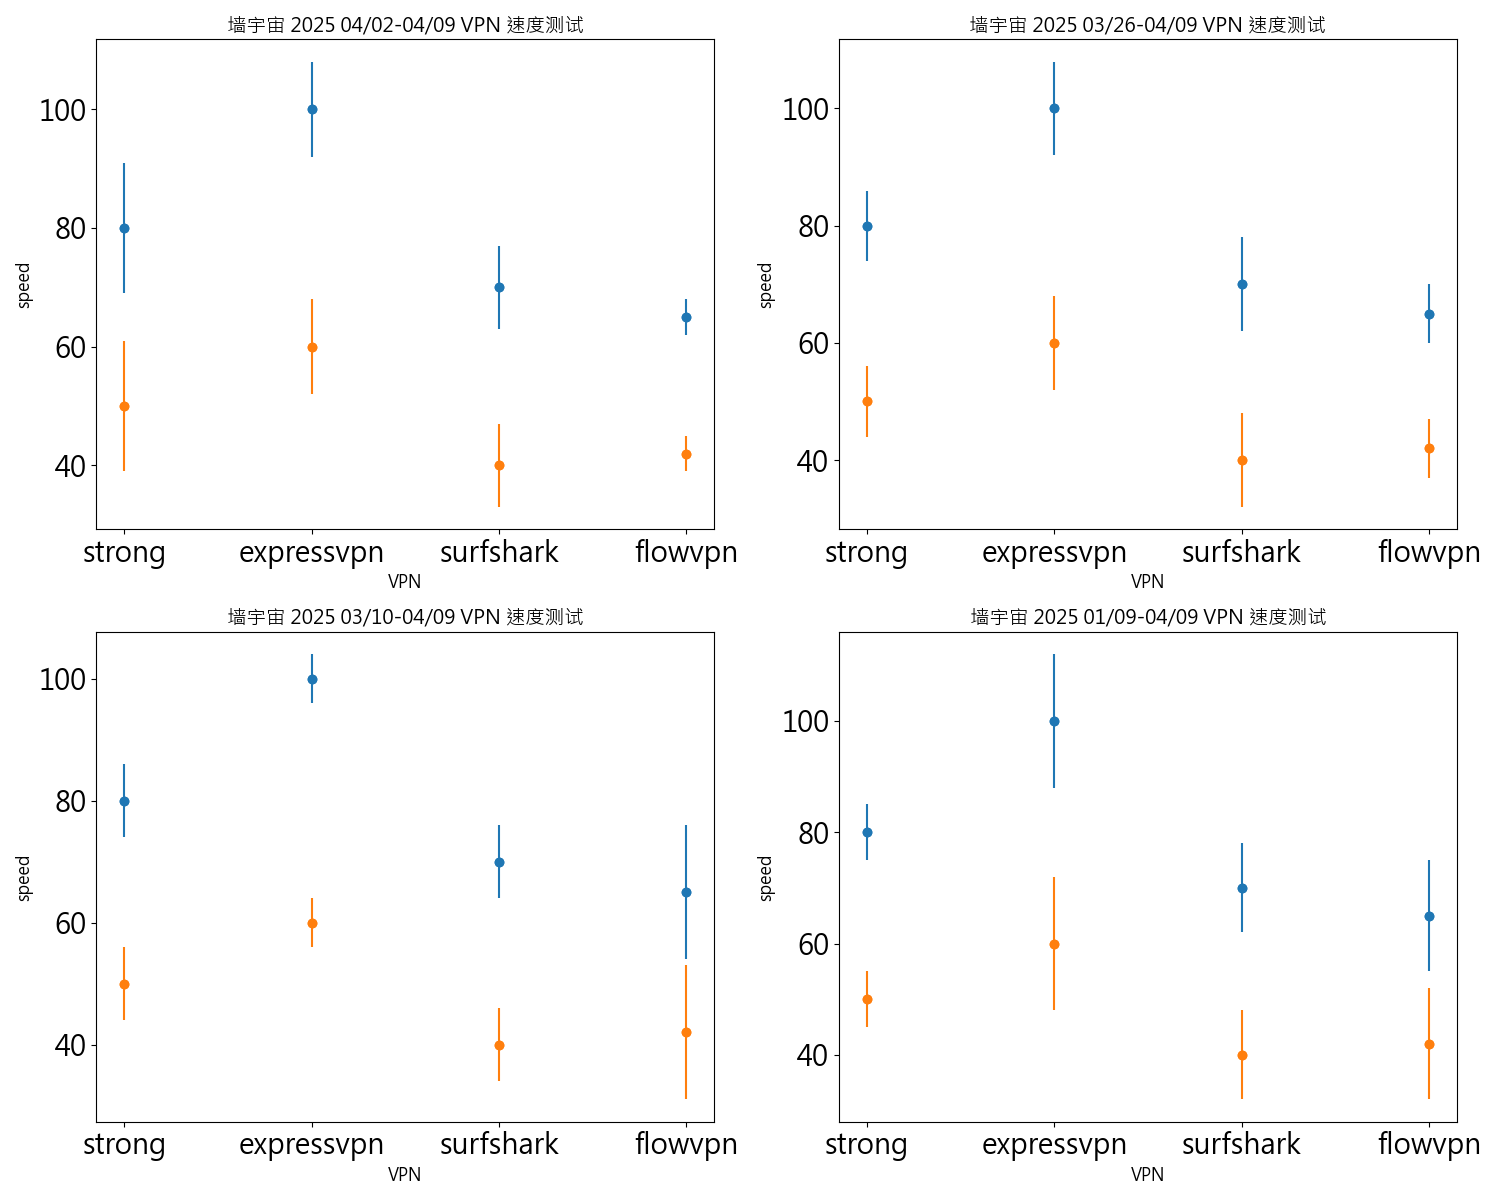 墙宇宙 2025 04/02-04/09 VPN 速度测试
100
80
60
40
speed
strong expressvpn surfshark flowvpn
VPN
墙宇宙 2025 03/26-04/09 VPN 速度测试
100
80
60
40
speed
strong expressvpn surfshark flowvpn
VPN
墙宇宙 2025 03/10-04/09 VPN 速度测试
100
80
60
40
speed
strong expressvpn surfshark flowvpn
VPN
墙宇宙 2025 01/09-04/09 VPN 速度测试
100
80
60
40
speed
strong expressvpn surfshark flowvpn
VPN